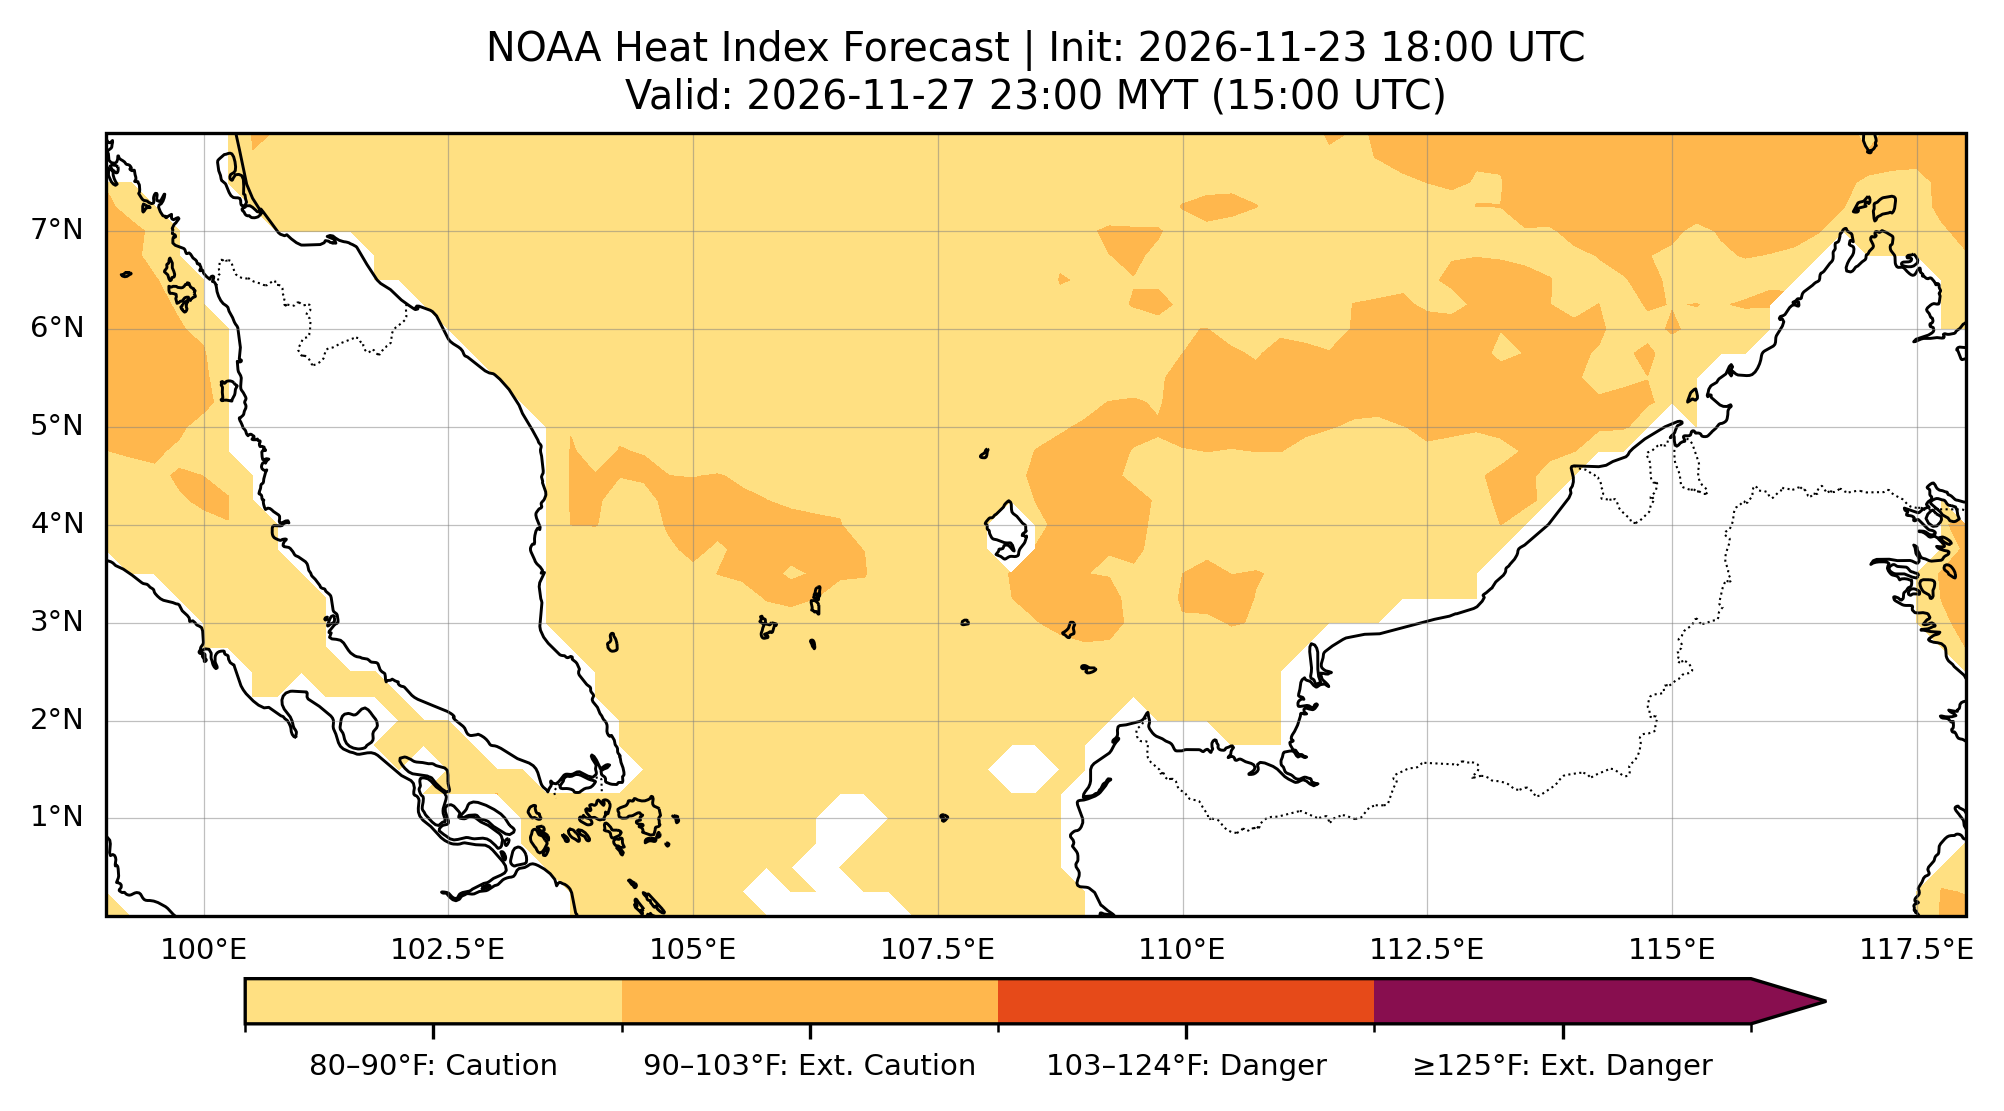 NOAA Heat Index Forecast | Init: 2026-11-23 18:00 UTC
Valid: 2026-11-27 23:00 MYT (15:00 UTC)
7°N
6°N
5°N
4°N
3°N
2°N
1°N
100°E 102.5°E 105°E 107.5°E 110°E 112.5°E 115°E 117.5°E
80–90°F: Caution 90–103°F: Ext. Caution 103–124°F: Danger ≥125°F: Ext. Danger